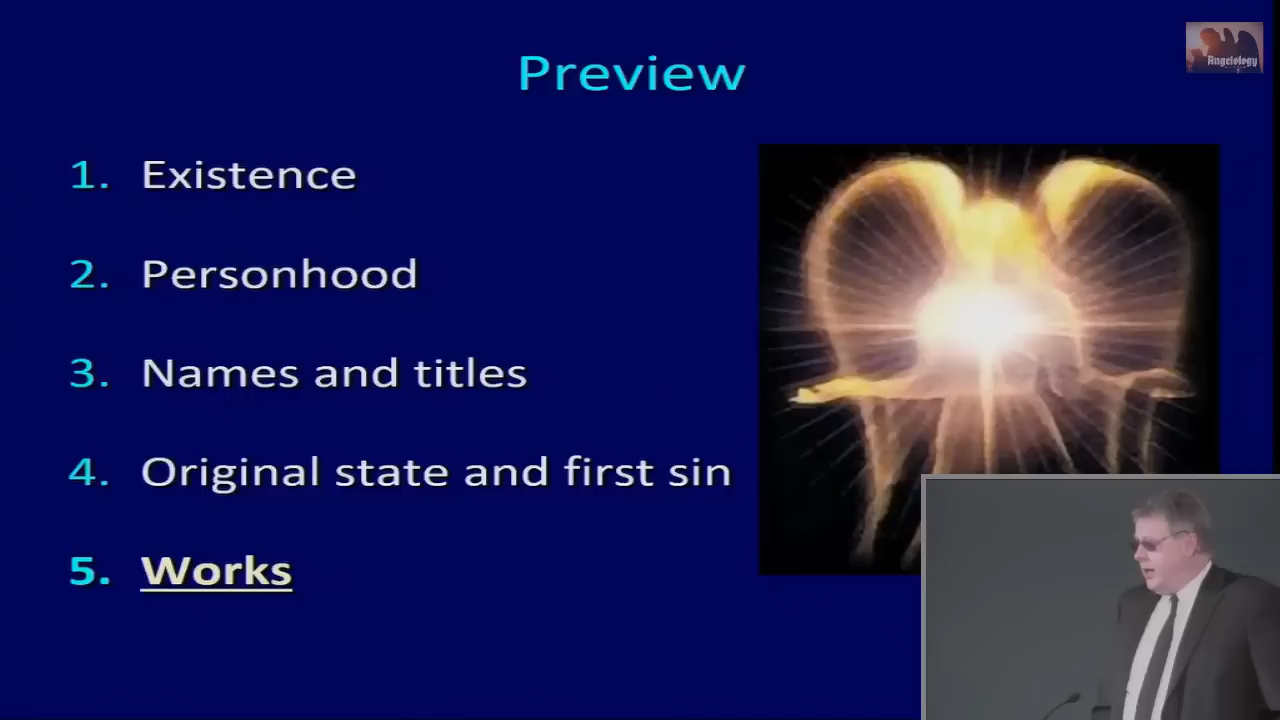 Preview
Angelology
1. Existence
2. Personhood
3. Names and titles
4. Original state and first sin
5. Works